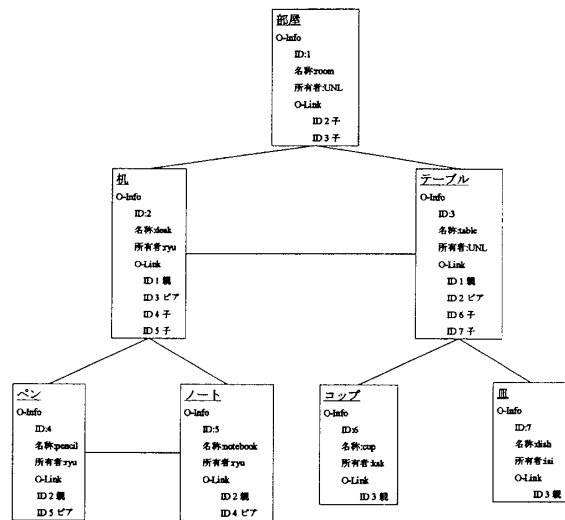 部屋
O-Info
ID:1
名称:room
所有者:UNL
O-Link
ID 2 子
ID 3 子
机
O-Info
ID:2
名称:desk
所有者:ryu
O-Link
ID 1 親
ID 3 ピア
ID 4 子
ID 5 子
テーブル
O-Info
ID:3
名称:table
所有者:UNL
O-Link
ID 1 親
ID 2 ピア
ID 6 子
ID 7 子
ペン
O-Info
ID:4
名称:pencil
所有者:ryu
O-Link
ID 2 親
ID 5 ピア
ノート
O-Info
ID:5
名称:notebook
所有者:ryu
O-Link
ID 2 親
ID 4 ピア
コップ
O-Info
ID:6
名称:cup
所有者:kak
O-Link
ID 3 親
皿
O-Info
ID:7
名称:dish
所有者:isi
O-Link
ID 3 親